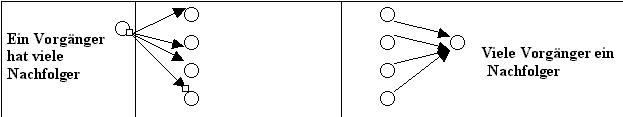 Ein Vorgänger
hat viele
Nachfolger
Viele Vorgänger ein
Nachfolger